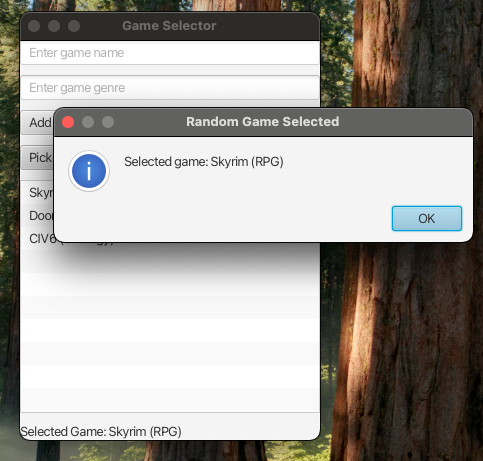 Game Selector
Enter game name
Enter game genre
Add
Random Game Selected
Pick
Selected game: Skyrim (RPG)
Skyr
OK
Doo
CIV6 (
gy)
Selected Game: Skyrim (RPG)